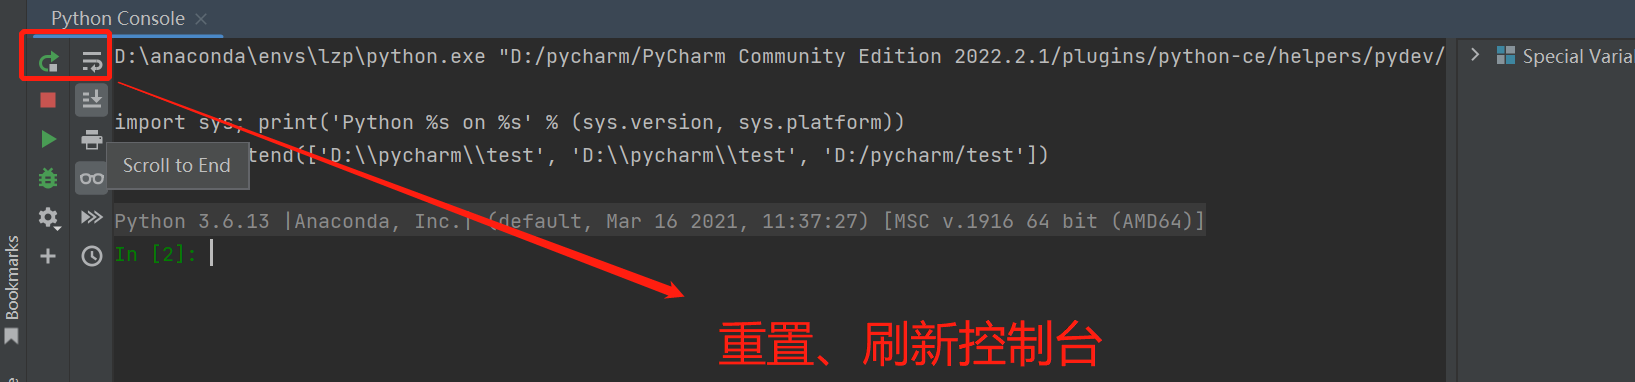 Python Console
D:\anaconda\envs\lzp\python.exe "D:/pycharm/PyCharm Community Edition 2022.2.1/plugins/python-ce/helpers/pydev/
Special Varia
import sys; print('Python %s on %s' % (sys.version, sys.platform))
tend(['D:\\pycharm\\test', 'D:\\pycharm\\test', 'D:/pycharm/test'])
Scroll to End
Python 3.6.13 |Anaconda, Inc.| (default, Mar 16 2021, 11:37:27) [MSC v.1916 64 bit (AMD64)]
In [2]:
Bookmarks
重置、刷新控制台